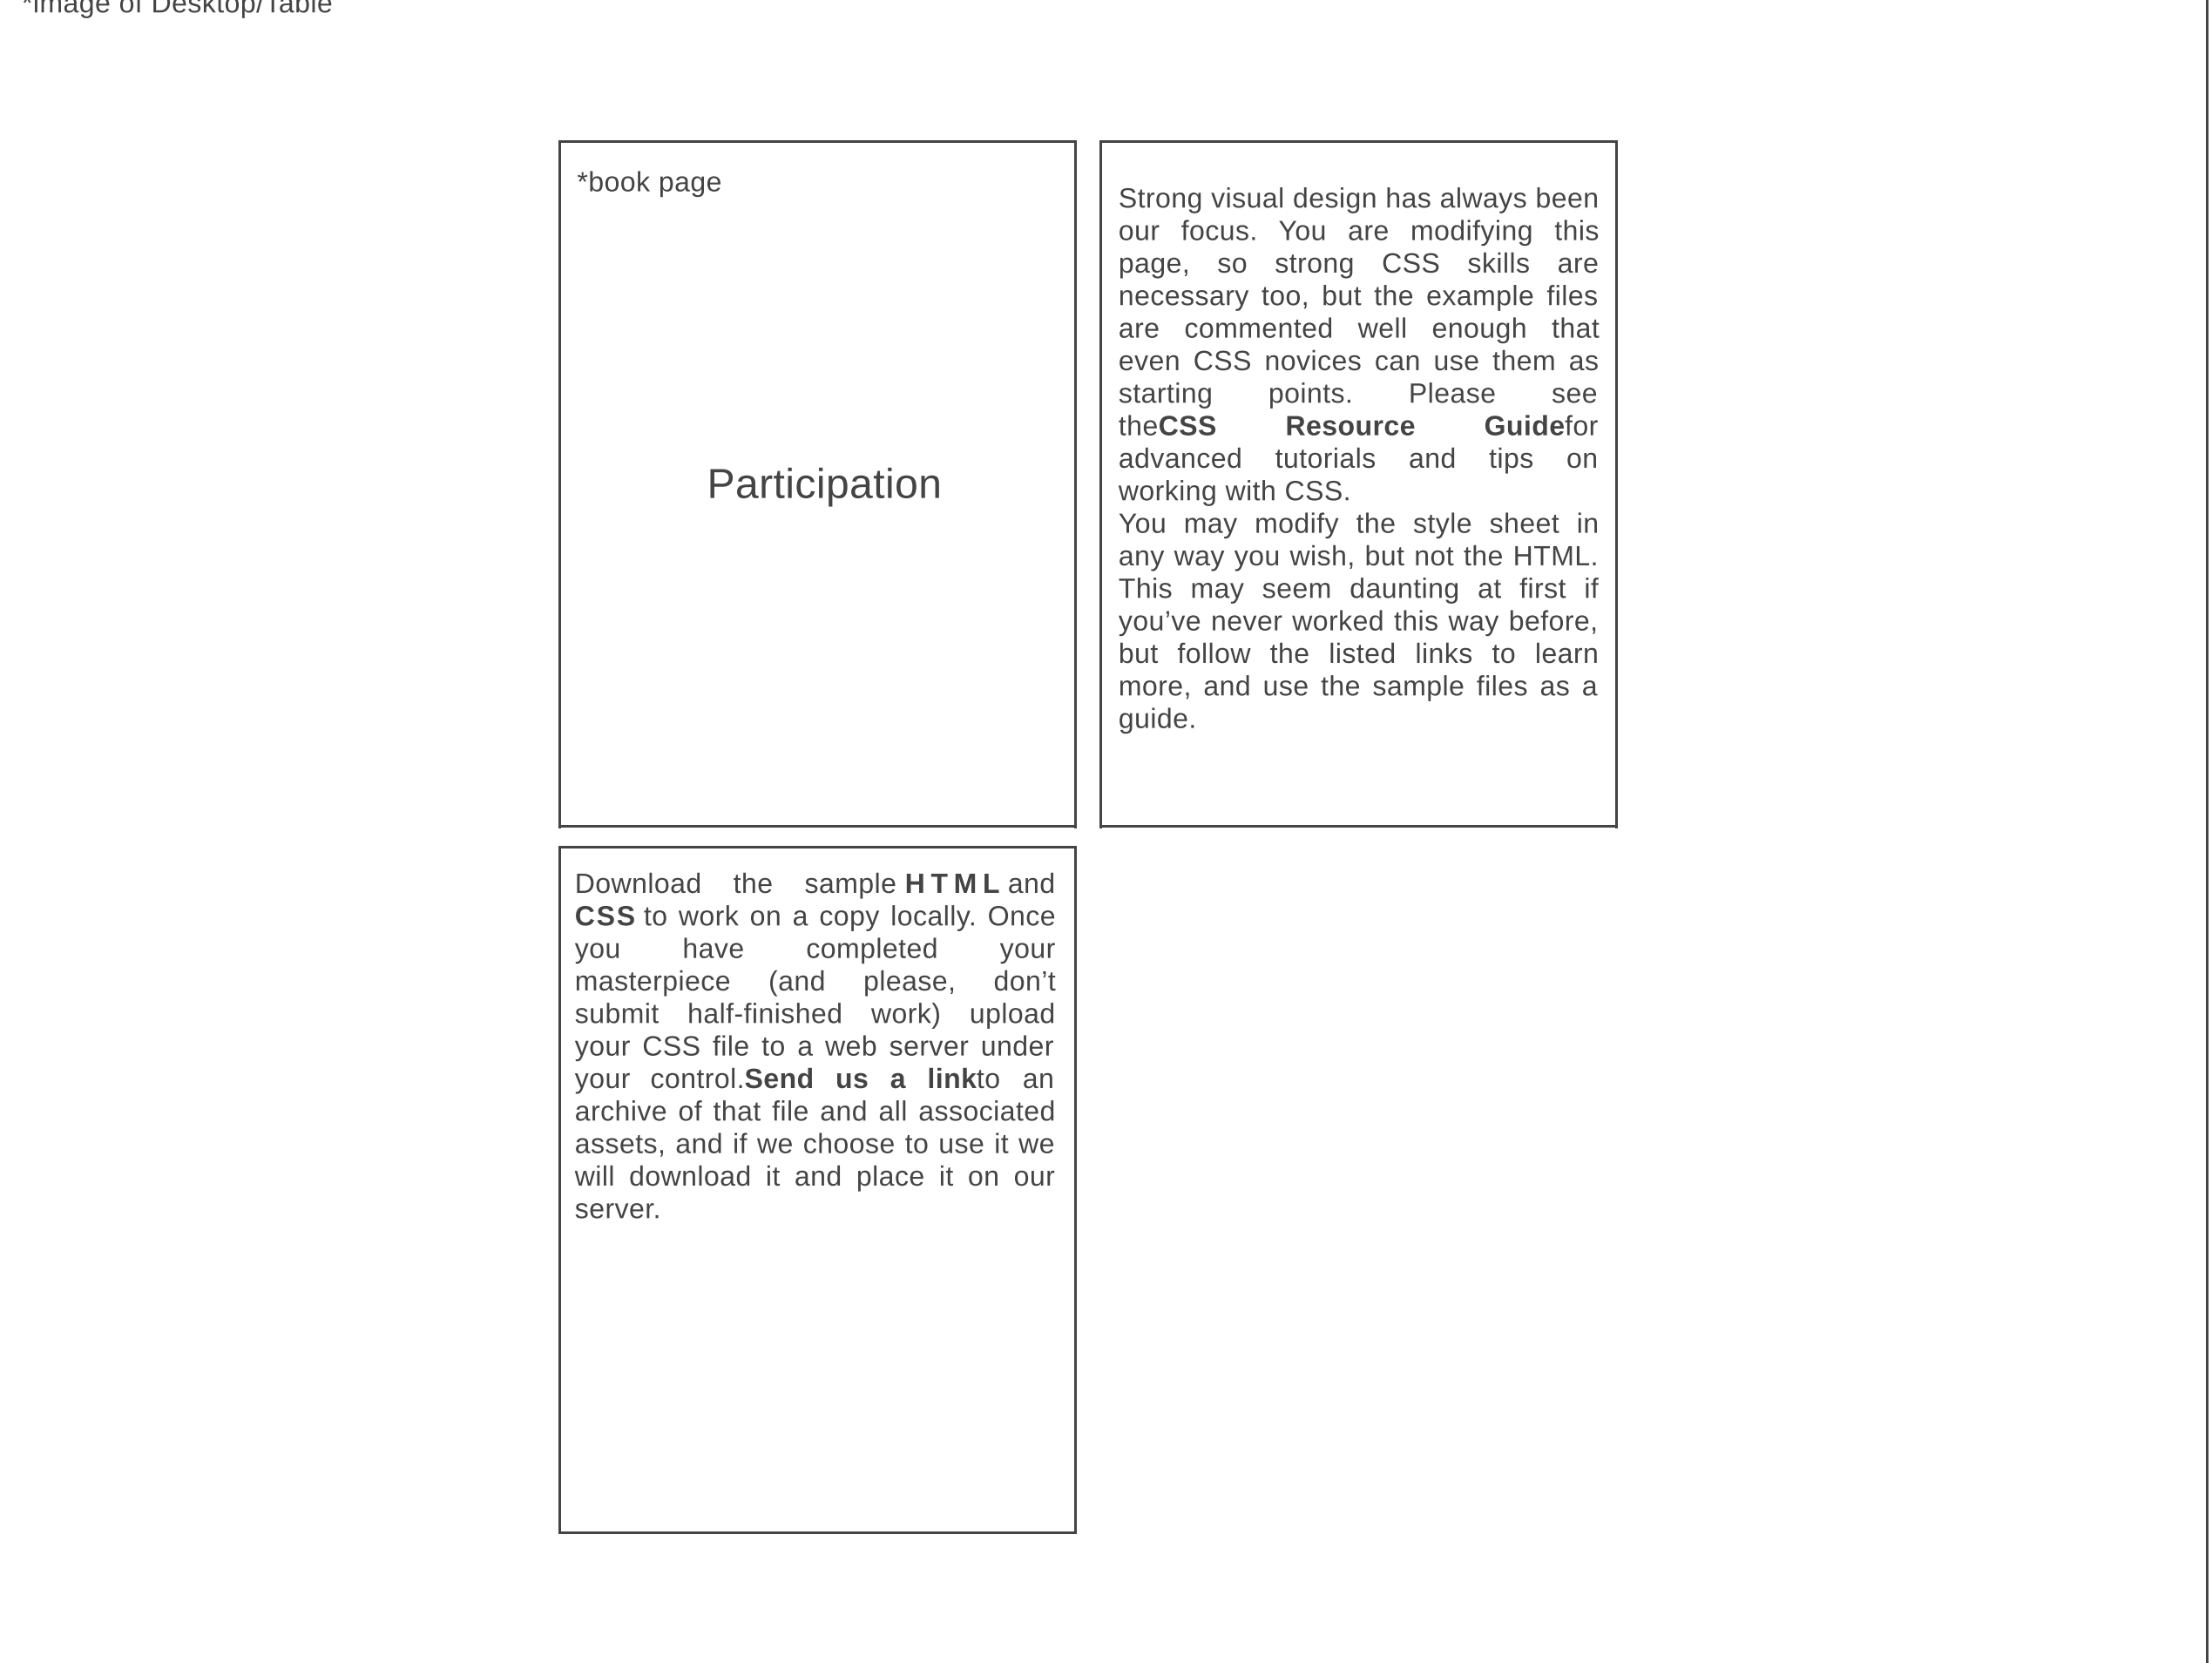 *Image of Desktop/Table
*book page
Participation
Strong visual design has always been
our focus. You are modifying this
page, so strong CSS skills are
necessary too, but the example files
are commented well enough that
even CSS novices can use them as
starting points. Please see
theCSS Resource Guidefor
advanced tutorials and tips on
working with CSS.
You may modify the style sheet in
any way you wish, but not the HTML.
This may seem daunting at first if
you’ve never worked this way before,
but follow the listed links to learn
more, and use the sample files as a
guide.
Download the sample HTML and
CSS to work on a copy locally. Once
you have completed your
masterpiece (and please, don’t
submit half-finished work) upload
your CSS file to a web server under
your control.Send us a linkto an
archive of that file and all associated
assets, and if we choose to use it we
will download it and place it on our
server.